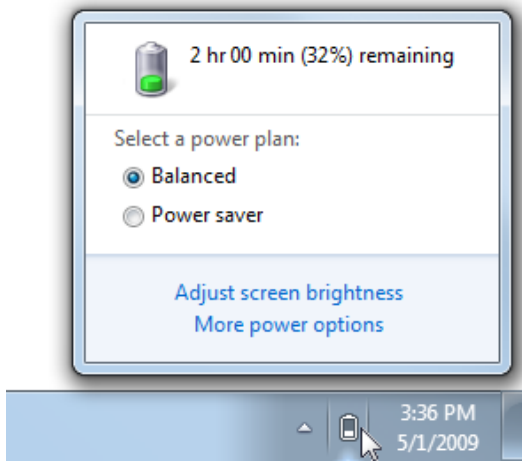 2 hr 00 min (32%) remaining
Select a power plan:
Balanced
Power saver
Adjust screen brightness
More power options
3:36 PM
5/1/2009